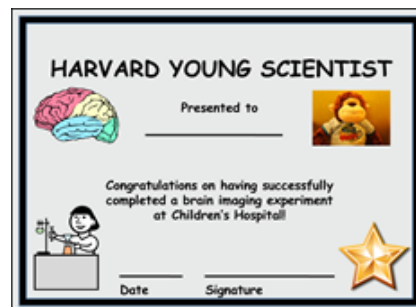 HARVARD YOUNG SCIENTIST
Presented to
Congratulations on having successfully
completed a brain imaging experiment
at Children's Hospital!
Date Signature